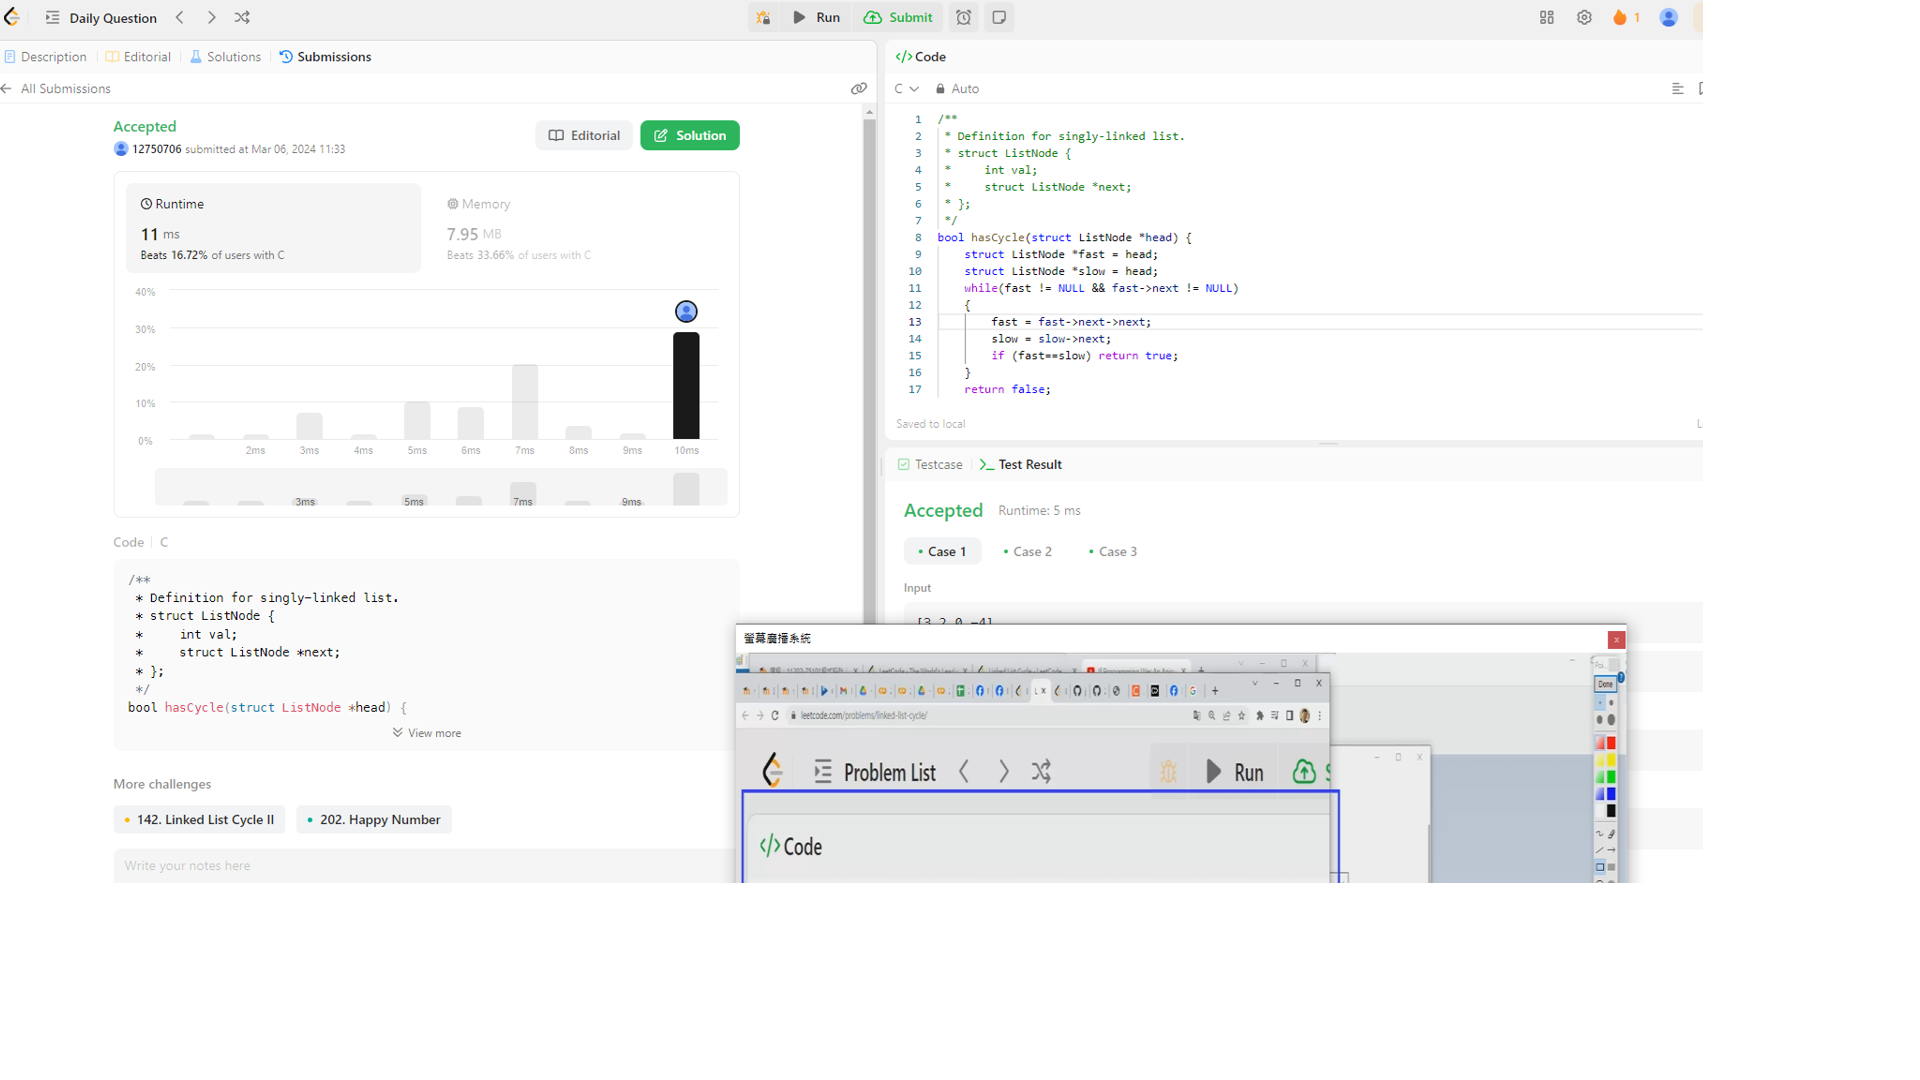 Daily Question
Run
Submit
1
Description
Editorial
Solutions
Submissions
All Submissions
Accepted
12750706 submitted at Mar 06, 2024 11:33
Editorial
Solution
Runtime
11 ms
Beats 16.72% of users with C
Memory
7.95 MB
Beats 33.66% of users with C
40%
30%
20%
10%
0%
2ms 3ms 4ms 5ms 6ms 7ms 8ms 9ms 10ms
3ms 5ms 7ms 9ms
Code | C
/**
 * Definition for singly-linked list.
 * struct ListNode {
 *     int val;
 *     struct ListNode *next;
 * };
 */
bool hasCycle(struct ListNode *head) {
View more
More challenges
142. Linked List Cycle II
202. Happy Number
Write your notes here
</> Code
C
Auto
1 /**
2  * Definition for singly-linked list.
3  * struct ListNode {
4  *     int val;
5  *     struct ListNode *next;
6  * };
7  */
8 bool hasCycle(struct ListNode *head) {
9     struct ListNode *fast = head;
10     struct ListNode *slow = head;
11     while(fast != NULL && fast->next != NULL)
12     {
13         fast = fast->next->next;
14         slow = slow->next;
15         if (fast==slow) return true;
16     }
17     return false;
Saved to local
Testcase
Test Result
Accepted
Runtime: 5 ms
Case 1
Case 2
Case 3
Input
[3,2,0,-4]
螢幕廣播系統
leetcode.com/problems/linked-list-cycle/
Done
Problem List
Run
</> Code